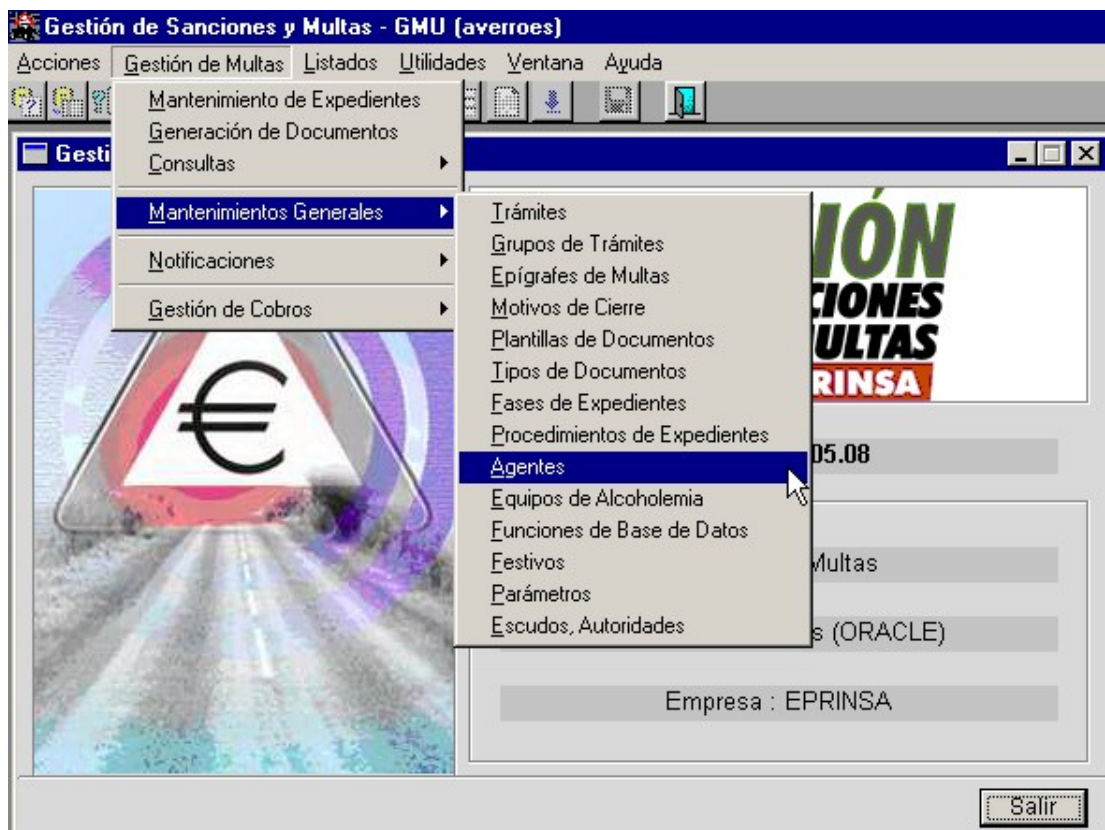 Gestión de Sanciones y Multas - GMU (averroes)
Acciones Gestión de Multas Listados Utilidades Ventana Ayuda
Mantenimiento de Expedientes
Generación de Documentos
Consultas
Mantenimientos Generales
Notificaciones
Gestión de Cobros
Gesti
Trámites
Grupos de Trámites
Epígrafes de Multas
Motivos de Cierre
Plantillas de Documentos
Tipos de Documentos
Fases de Expedientes
Procedimientos de Expedientes
Agentes
Equipos de Alcoholemia
Funciones de Base de Datos
Festivos
Parámetros
Escudos, Autoridades
IÓN
CIONES
ULTAS
PRINSA
05.08
Multas
s (ORACLE)
Empresa : EPRINSA
€
Salir